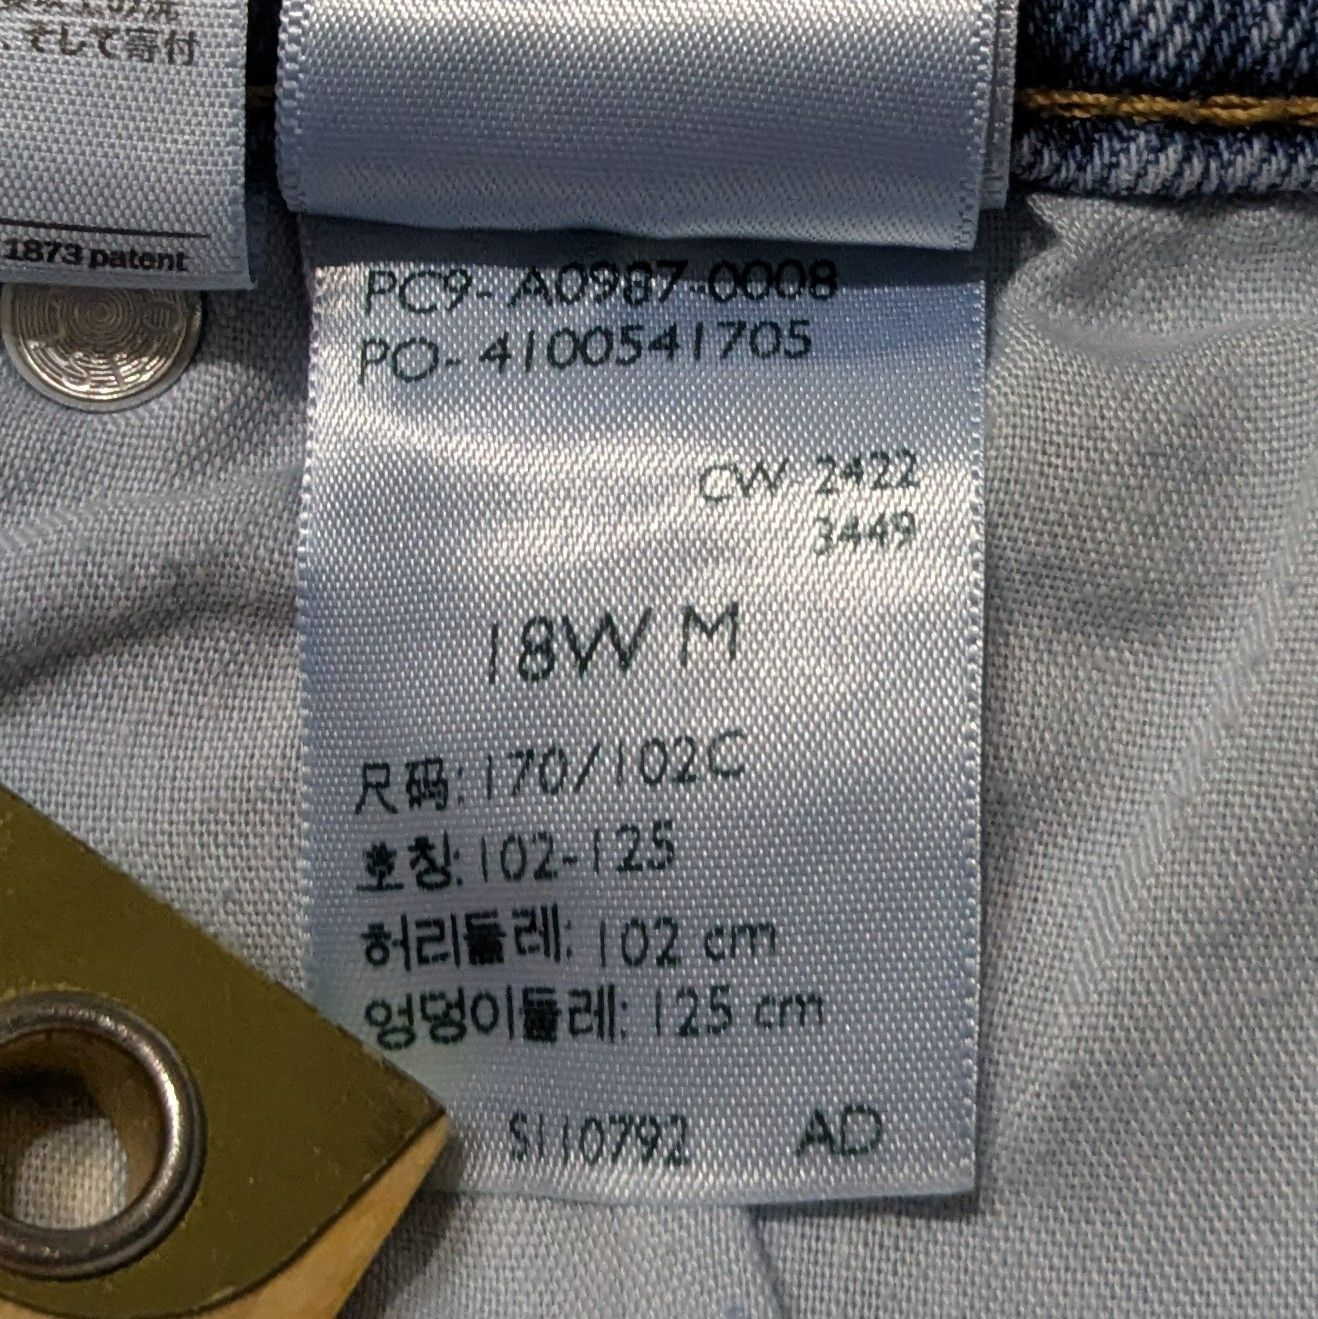 、そして寄付
1873 patent
PC9-A0987-0008
PO-4100541705
CW 2422
3449
18W M
尺码: 170/102C
호칭: 102-125
허리둘레: 102 cm
엉덩이둘레: 125 cm
S110792 AD